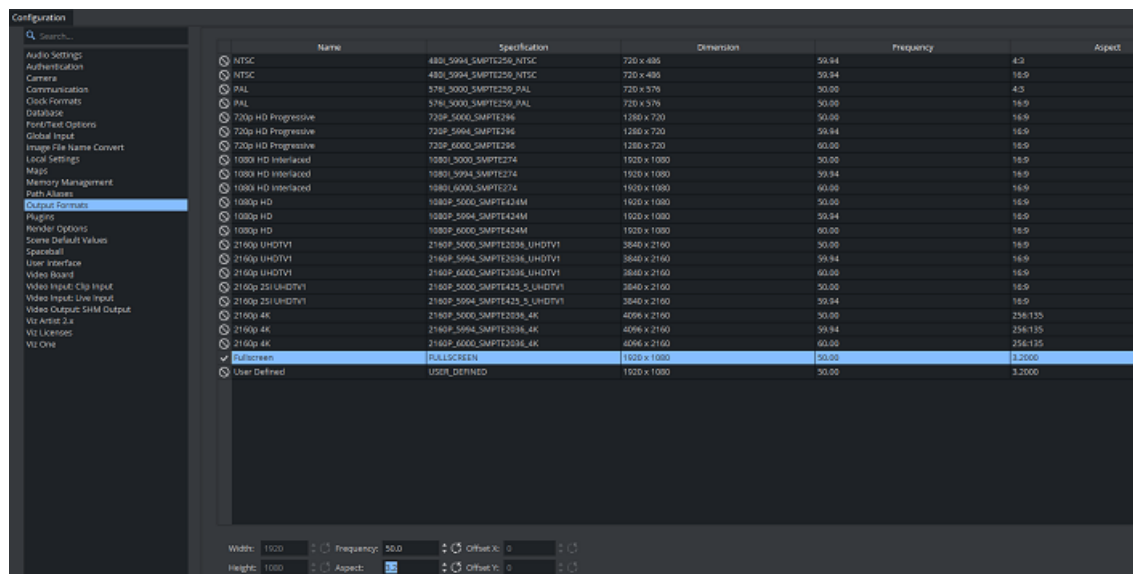 Configuration
Search...
Audio Settings
Authentication
Camera
Communication
Clock Formats
Database
Font/Text Options
Global Input
Image File Name Convert
Local Settings
Maps
Memory Management
Path Aliases
Output Formats
Plugins
Render Options
Scene Default Values
Spaceball
User Interface
Video Board
Video Input: Clip Input
Video Input: Live Input
Video Output: SHM Output
Viz Artist 2.x
Viz Licenses
Viz One
Name Specification Dimension Frequency Aspect
NTSC 480I_5994_SMPTE259_NTSC 720 x 486 59.94 4:3
NTSC 480I_5994_SMPTE259_NTSC 720 x 486 59.94 16:9
PAL 576I_5000_SMPTE259_PAL 720 x 576 50.00 4:3
PAL 576I_5000_SMPTE259_PAL 720 x 576 50.00 16:9
720p HD Progressive 720P_5000_SMPTE296 1280 x 720 50.00 16:9
720p HD Progressive 720P_5994_SMPTE296 1280 x 720 59.94 16:9
720p HD Progressive 720P_6000_SMPTE296 1280 x 720 60.00 16:9
1080i HD Interlaced 1080I_5000_SMPTE274 1920 x 1080 50.00 16:9
1080i HD Interlaced 1080I_5994_SMPTE274 1920 x 1080 59.94 16:9
1080i HD Interlaced 1080I_6000_SMPTE274 1920 x 1080 60.00 16:9
1080p HD 1080P_5000_SMPTE424M 1920 x 1080 50.00 16:9
1080p HD 1080P_5994_SMPTE424M 1920 x 1080 59.94 16:9
1080p HD 1080P_6000_SMPTE424M 1920 x 1080 60.00 16:9
2160p UHDTV1 2160P_5000_SMPTE2036_UHDTV1 3840 x 2160 50.00 16:9
2160p UHDTV1 2160P_5994_SMPTE2036_UHDTV1 3840 x 2160 59.94 16:9
2160p UHDTV1 2160P_6000_SMPTE2036_UHDTV1 3840 x 2160 60.00 16:9
2160p 2SI UHDTV1 2160P_5000_SMPTE425_5_UHDTV1 3840 x 2160 50.00 16:9
2160p 2SI UHDTV1 2160P_5994_SMPTE425_5_UHDTV1 3840 x 2160 59.94 16:9
2160p 4K 2160P_5000_SMPTE2036_4K 4096 x 2160 50.00 256:135
2160p 4K 2160P_5994_SMPTE2036_4K 4096 x 2160 59.94 256:135
2160p 4K 2160P_6000_SMPTE2036_4K 4096 x 2160 60.00 256:135
Fullscreen FULLSCREEN 1920 x 1080 50.00 3.2000
User Defined USER_DEFINED 1920 x 1080 50.00 3.2000
Width: 1920 Frequency: 50.0 Offset X: 0
Height: 1080 Aspect: 3.2 Offset Y: 0